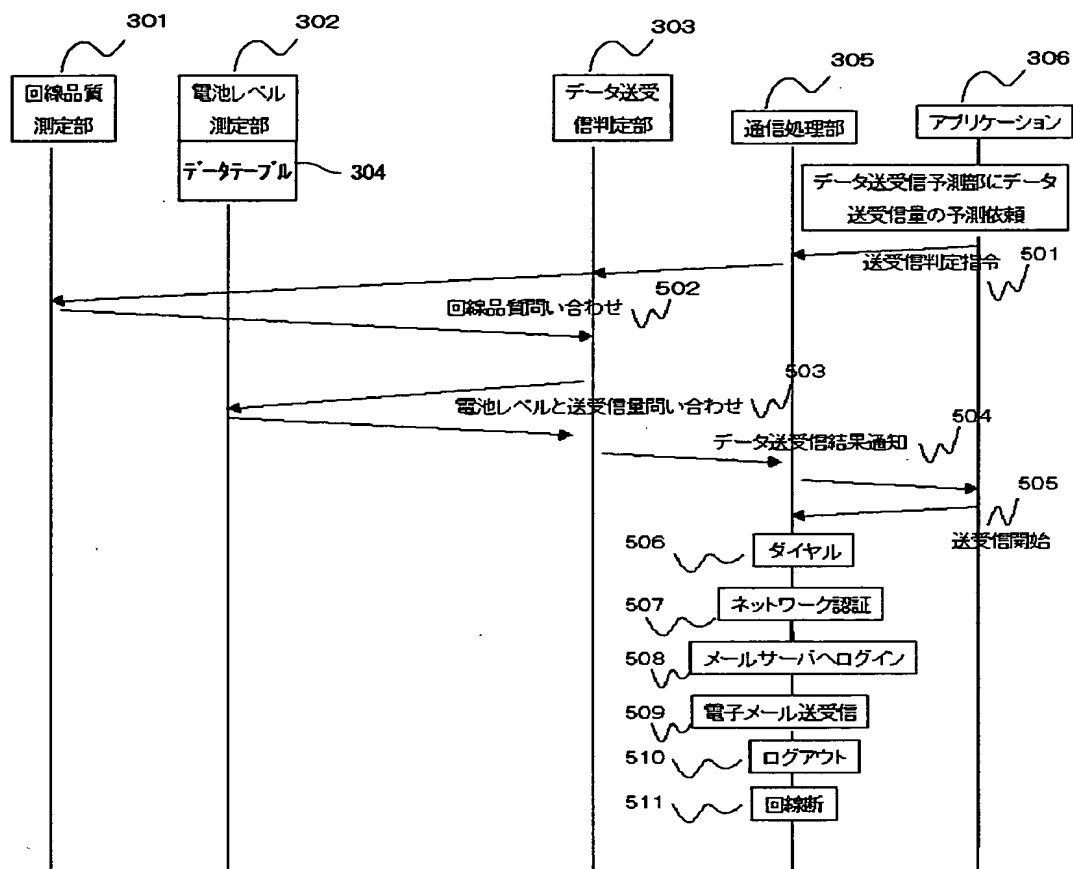 301
302
303
305
306
回線品質
測定部
電池レベル
測定部
データテーブル
304
データ送受
信判定部
通信処理部
アプリケーション
データ送受信予測部にデータ
送受信量の予測依頼
送受信判定指令
501
回線品質問い合わせ
502
電池レベルと送受信量問い合わせ
503
データ送受信結果通知
504
505
送受信開始
506
ダイヤル
507
ネットワーク認証
508
メールサーバへログイン
509
電子メール送受信
510
ログアウト
511
回線断